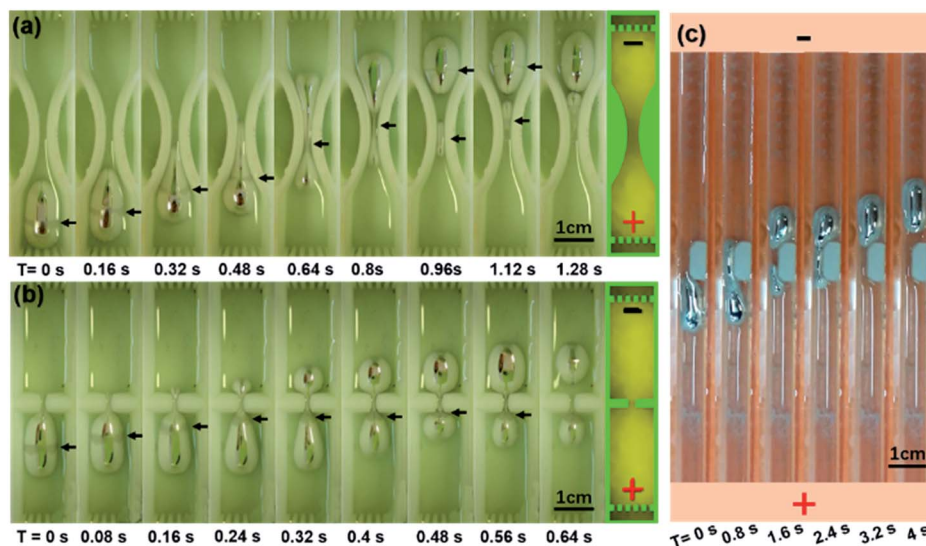 (a)
−
+
1cm
T= 0 s 0.16 s 0.32 s 0.48 s 0.64 s 0.8s 0.96s 1.12 s 1.28 s
(b)
−
+
1cm
T = 0 s 0.08 s 0.16 s 0.24 s 0.32 s 0.4 s 0.48 s 0.56 s 0.64 s
(c)
-
1cm
+
T= 0 s 0.8 s 1.6 s 2.4 s 3.2 s 4 s